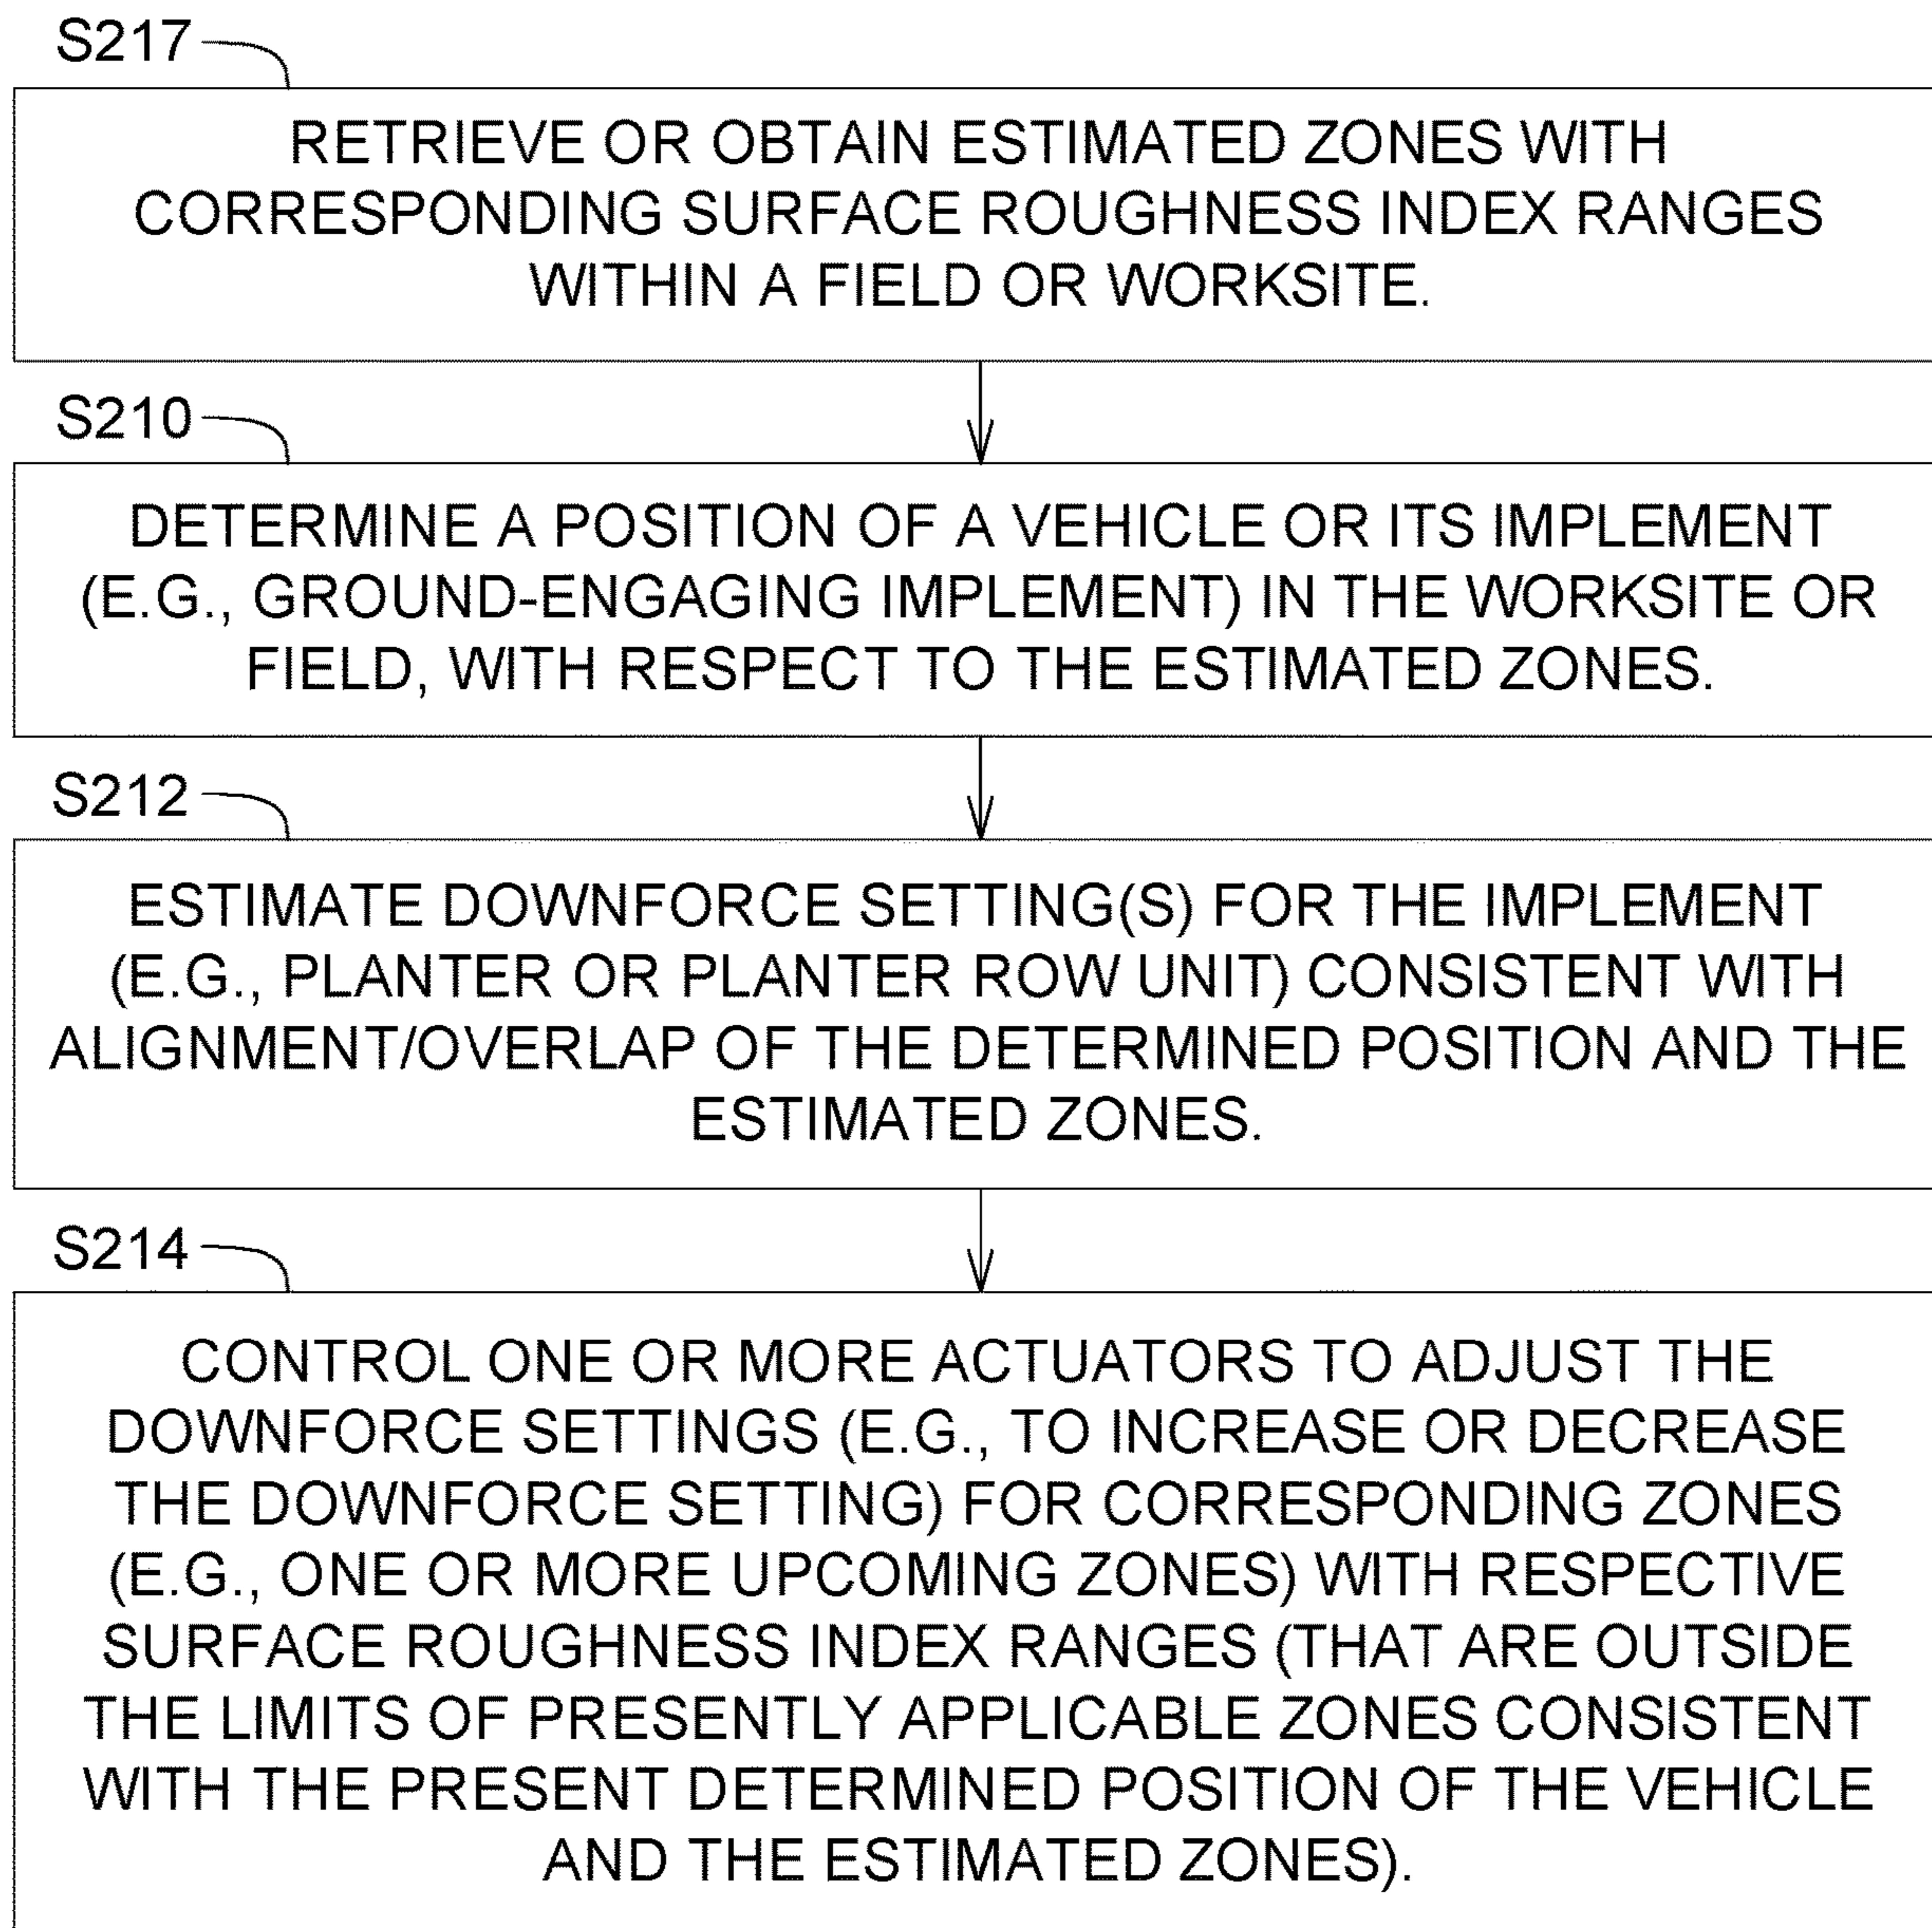 S217
RETRIEVE OR OBTAIN ESTIMATED ZONES WITH
CORRESPONDING SURFACE ROUGHNESS INDEX RANGES
WITHIN A FIELD OR WORKSITE.
S210
DETERMINE A POSITION OF A VEHICLE OR ITS IMPLEMENT
(E.G., GROUND-ENGAGING IMPLEMENT) IN THE WORKSITE OR
FIELD, WITH RESPECT TO THE ESTIMATED ZONES.
S212
ESTIMATE DOWNFORCE SETTING(S) FOR THE IMPLEMENT
(E.G., PLANTER OR PLANTER ROW UNIT) CONSISTENT WITH
ALIGNMENT/OVERLAP OF THE DETERMINED POSITION AND THE
ESTIMATED ZONES.
S214
CONTROL ONE OR MORE ACTUATORS TO ADJUST THE
DOWNFORCE SETTINGS (E.G., TO INCREASE OR DECREASE
THE DOWNFORCE SETTING) FOR CORRESPONDING ZONES
(E.G., ONE OR MORE UPCOMING ZONES) WITH RESPECTIVE
SURFACE ROUGHNESS INDEX RANGES (THAT ARE OUTSIDE
THE LIMITS OF PRESENTLY APPLICABLE ZONES CONSISTENT
WITH THE PRESENT DETERMINED POSITION OF THE VEHICLE
AND THE ESTIMATED ZONES).